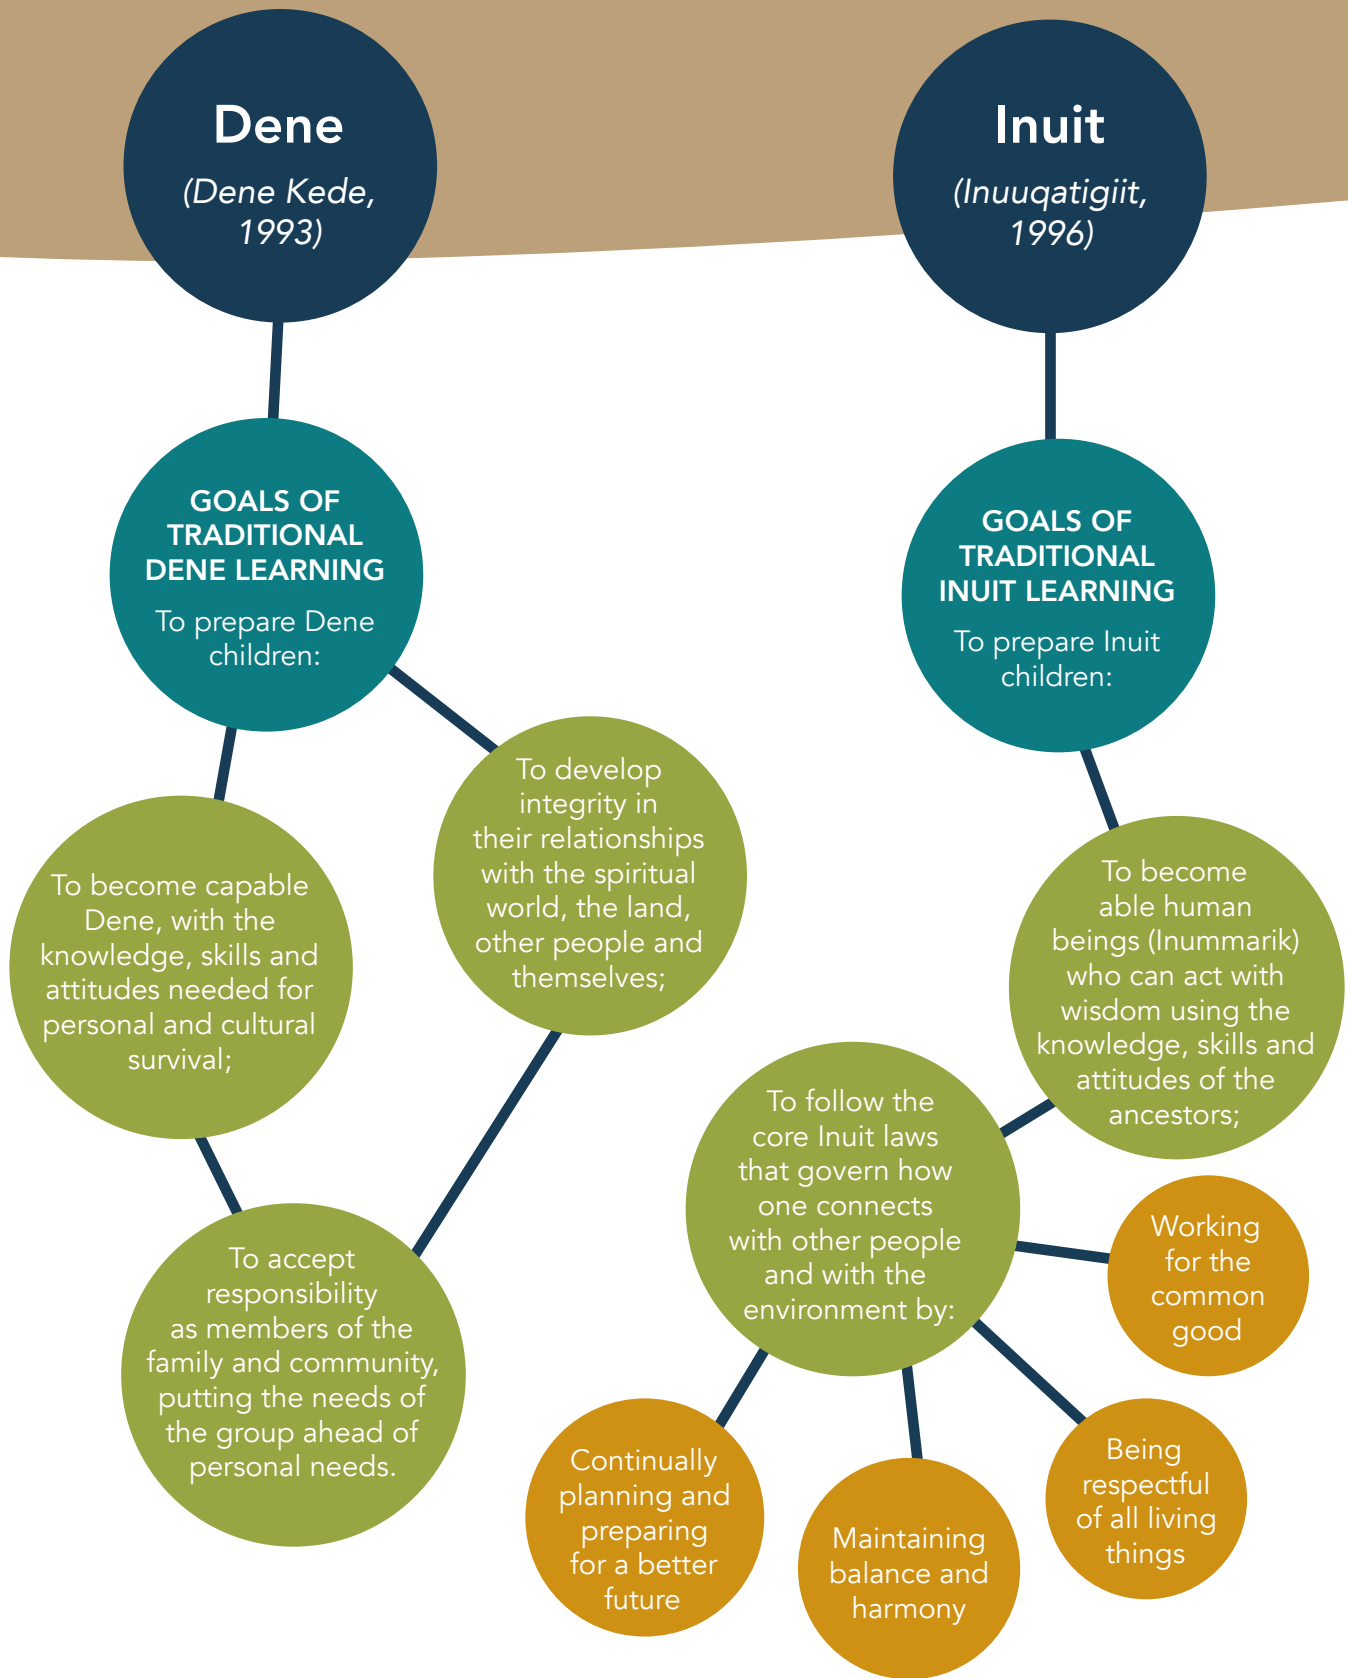 Dene
(Dene Kede,
1993)
GOALS OF
TRADITIONAL
DENE LEARNING
To prepare Dene
children:
To become capable
Dene, with the
knowledge, skills and
attitudes needed for
personal and cultural
survival;
To develop
integrity in
their relationships
with the spiritual
world, the land,
other people and
themselves;
To accept
responsibility
as members of the
family and community,
putting the needs of
the group ahead of
personal needs.
Inuit
(Inuuqatigiit,
1996)
GOALS OF
TRADITIONAL
INUIT LEARNING
To prepare Inuit
children:
To become
able human
beings (Inummarik)
who can act with
wisdom using the
knowledge, skills and
attitudes of the
ancestors;
To follow the
core Inuit laws
that govern how
one connects
with other people
and with the
environment by:
Working
for the
common
good
Being
respectful
of all living
things
Maintaining
balance and
harmony
Continually
planning and
preparing
for a better
future